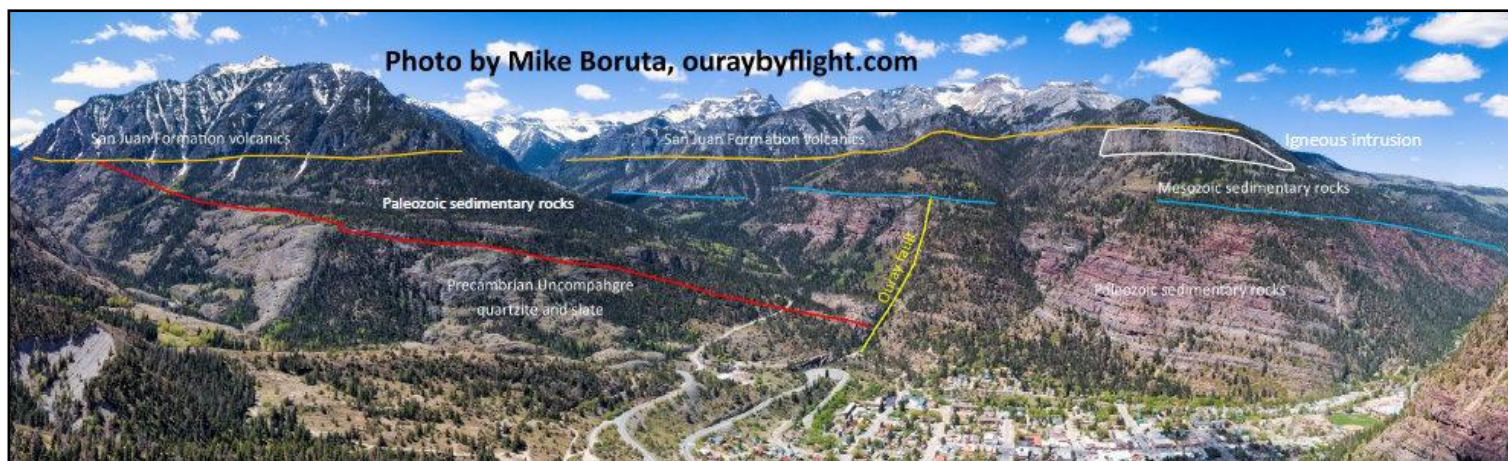 Photo by Mike Boruta, ouraybyflight.com
San Juan Formation volcanics
San Juan Formation volcanics
Igneous intrusion
Mesozoic sedimentary rocks
Paleozoic sedimentary rocks
Ouray fault
Precambrian Uncompahgre
quartzite and slate
Paleozoic sedimentary rocks